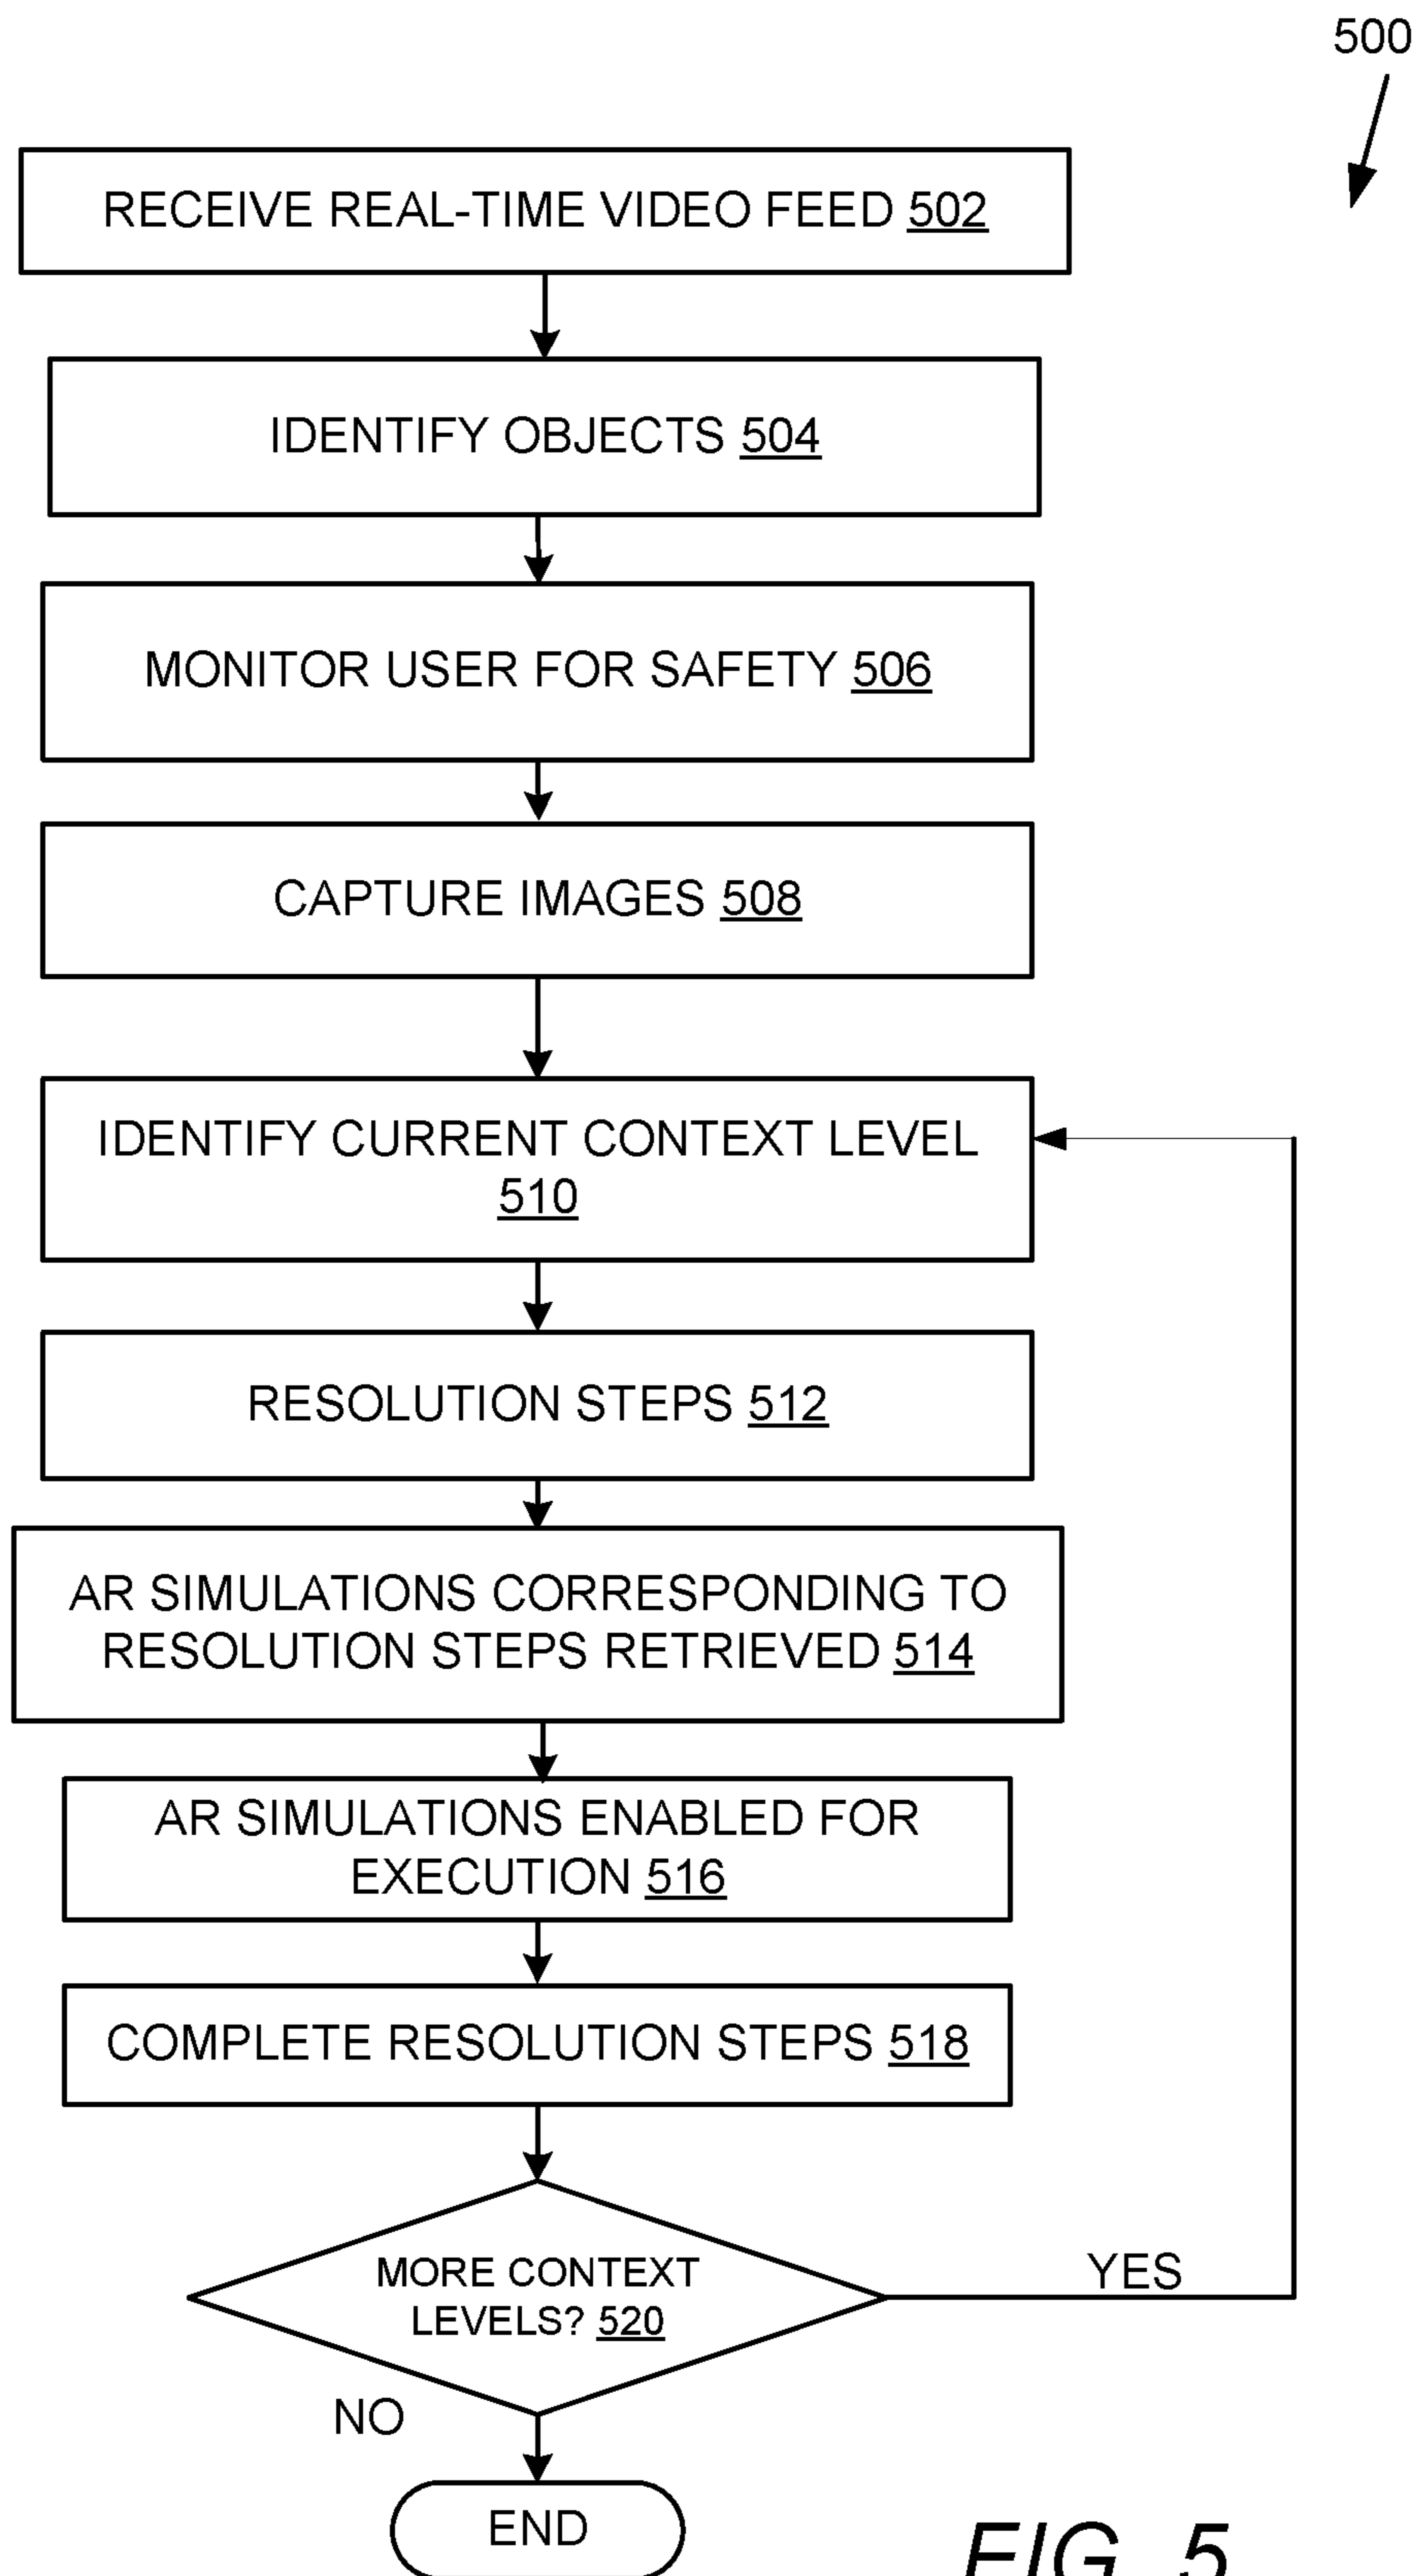 500
RECEIVE REAL-TIME VIDEO FEED 502
IDENTIFY OBJECTS 504
MONITOR USER FOR SAFETY 506
CAPTURE IMAGES 508
IDENTIFY CURRENT CONTEXT LEVEL
510
RESOLUTION STEPS 512
AR SIMULATIONS CORRESPONDING TO
RESOLUTION STEPS RETRIEVED 514
AR SIMULATIONS ENABLED FOR
EXECUTION 516
COMPLETE RESOLUTION STEPS 518
MORE CONTEXT
LEVELS? 520
YES
NO
END
FIG. 5